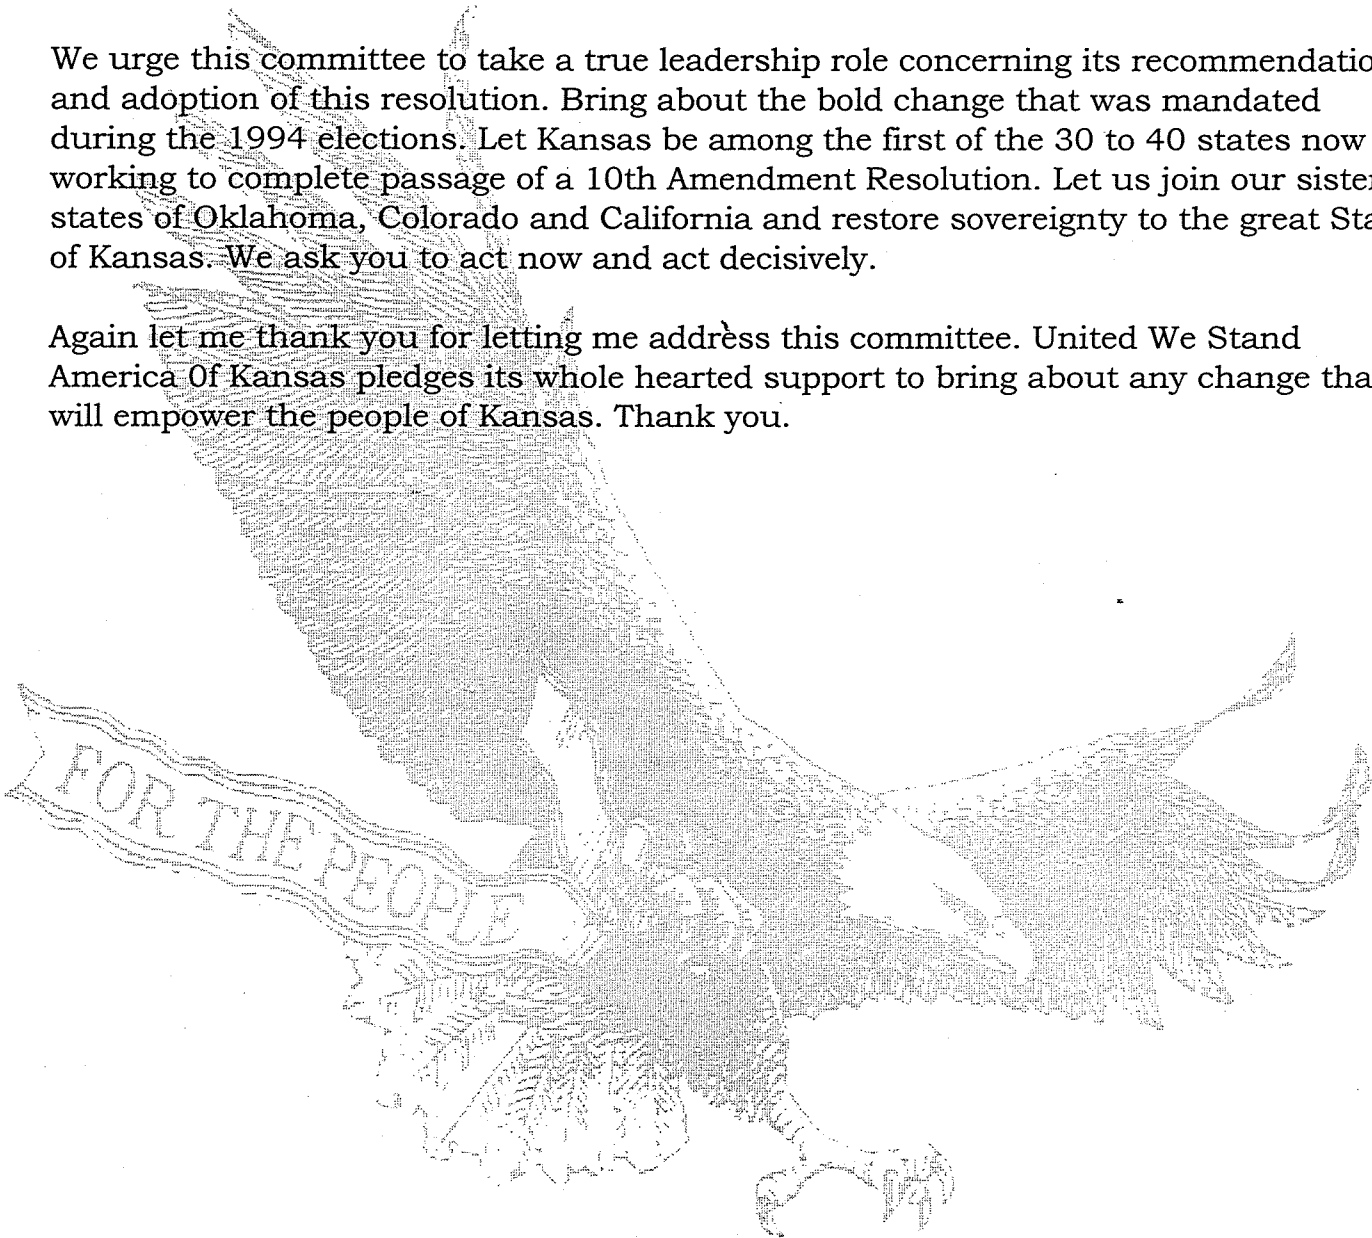 We urge this committee to take a true leadership role concerning its recommendatio
and adoption of this resolution. Bring about the bold change that was mandated
during the 1994 elections. Let Kansas be among the first of the 30 to 40 states now
working to complete passage of a 10th Amendment Resolution. Let us join our sister
states of Oklahoma, Colorado and California and restore sovereignty to the great Sta
of Kansas. We ask you to act now and act decisively.
Again let me thank you for letting me address this committee. United We Stand
America Of Kansas pledges its whole hearted support to bring about any change tha
will empower the people of Kansas. Thank you.
FOR THE PEOPLE